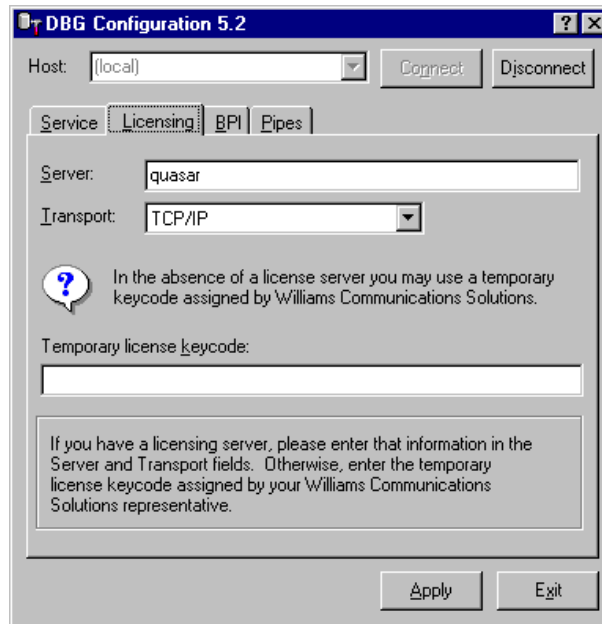 DBG Configuration 5.2
Host: (local) Connect Disconnect
Service Licensing BPI Pipes
Server: quasar
Transport: TCP/IP
In the absence of a license server you may use a temporary
keycode assigned by Williams Communications Solutions.
Temporary license keycode:
If you have a licensing server, please enter that information in the
Server and Transport fields. Otherwise, enter the temporary
license keycode assigned by your Williams Communications
Solutions representative.
Apply Exit